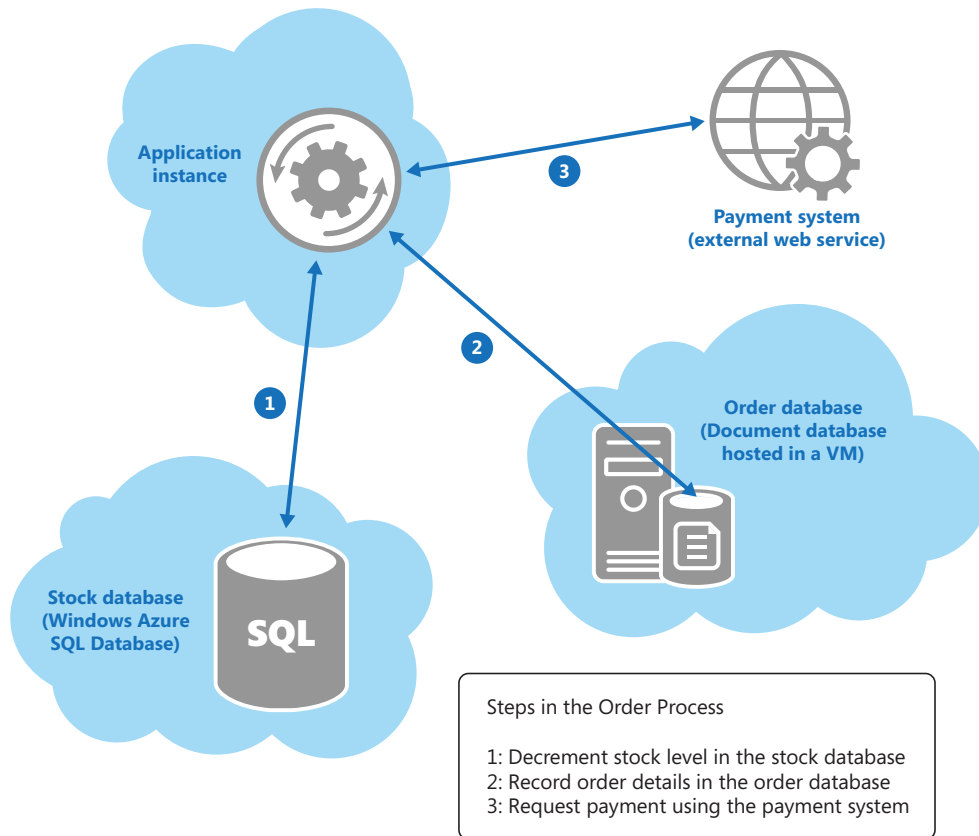 Application
instance
3
Payment system
(external web service)
2
1
Order database
(Document database
hosted in a VM)
Stock database
(Windows Azure
SQL Database)
SQL
Steps in the Order Process
1: Decrement stock level in the stock database
2: Record order details in the order database
3: Request payment using the payment system